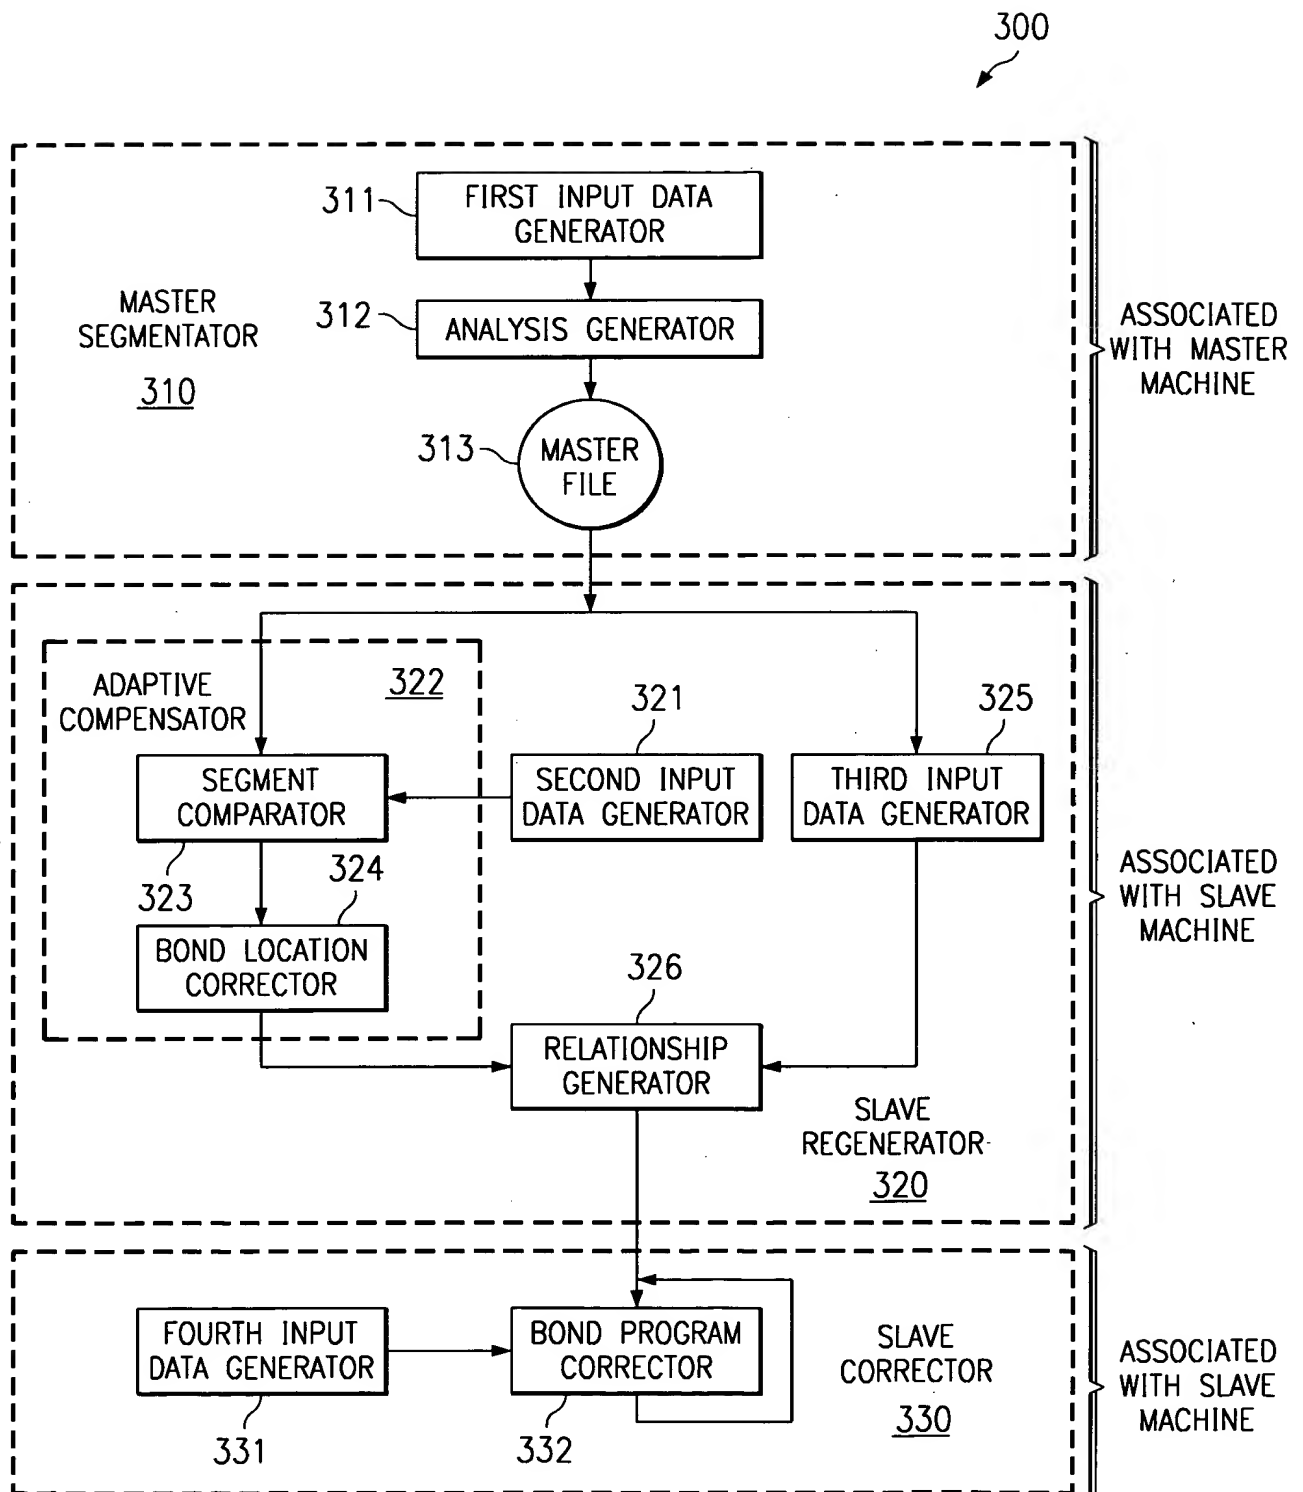 300
311
FIRST INPUT DATA
GENERATOR
MASTER
SEGMENTATOR
310
312
ANALYSIS GENERATOR
313
MASTER
FILE
ASSOCIATED
WITH MASTER
MACHINE
ADAPTIVE
COMPENSATOR
322
321
325
SEGMENT
COMPARATOR
SECOND INPUT
DATA GENERATOR
THIRD INPUT
DATA GENERATOR
323
324
BOND LOCATION
CORRECTOR
326
RELATIONSHIP
GENERATOR
SLAVE
REGENERATOR
320
ASSOCIATED
WITH SLAVE
MACHINE
FOURTH INPUT
DATA GENERATOR
331
BOND PROGRAM
CORRECTOR
332
SLAVE
CORRECTOR
330
ASSOCIATED
WITH SLAVE
MACHINE